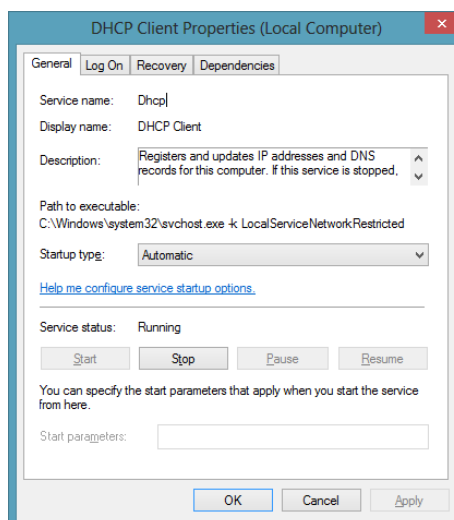 DHCP Client Properties (Local Computer)
General Log On Recovery Dependencies
Service name: Dhcp
Display name: DHCP Client
Description: Registers and updates IP addresses and DNS
records for this computer. If this service is stopped,
Path to executable:
C:\Windows\system32\svchost.exe -k LocalServiceNetworkRestricted
Startup type: Automatic
Help me configure service startup options.
Service status: Running
Start Stop Pause Resume
You can specify the start parameters that apply when you start the service
from here.
Start parameters:
OK Cancel Apply